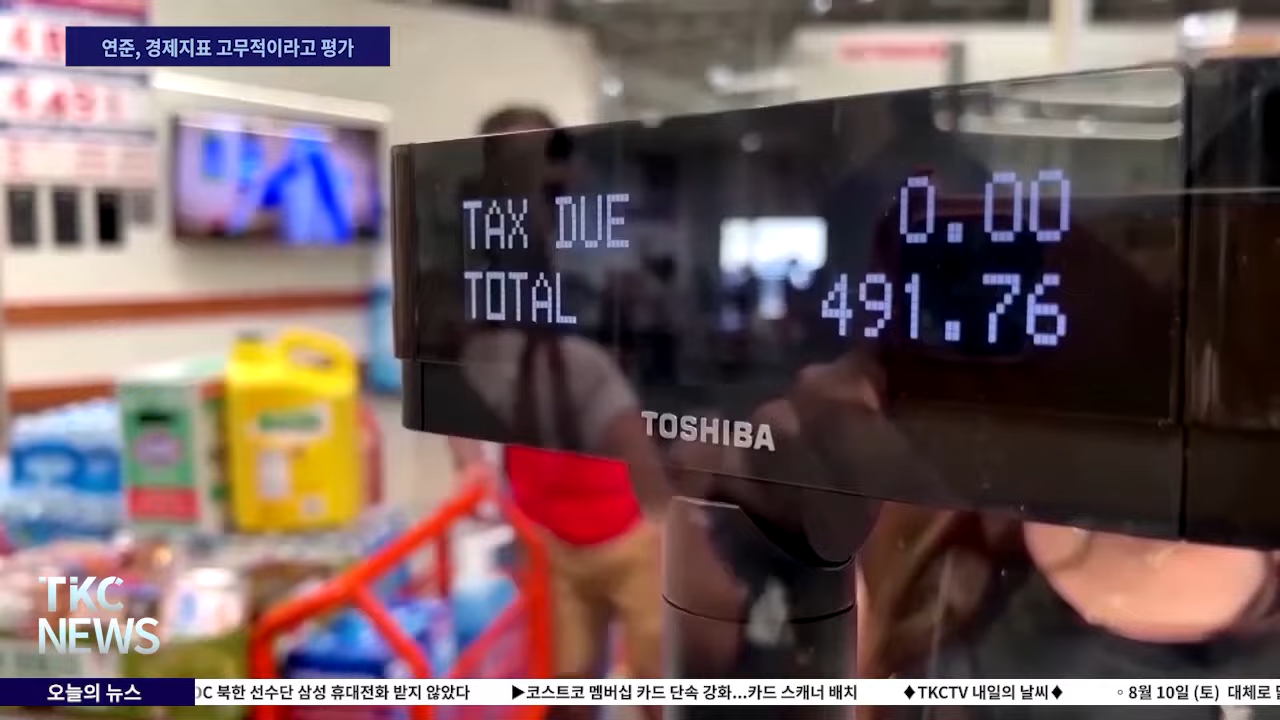 연준, 경제지표 고무적이라고 평가
TAX DUE 0.00
TOTAL 491.76
TOSHIBA
TKC
NEWS
오늘의 뉴스
북한 선수단 삼성 휴대전화 받지 않았다 ▶코스트코 멤버십 카드 단속 강화...카드 스캐너 배치 ♦TKCTV 내일의 날씨♦ ◦ 8월 10일 (토) 대체로